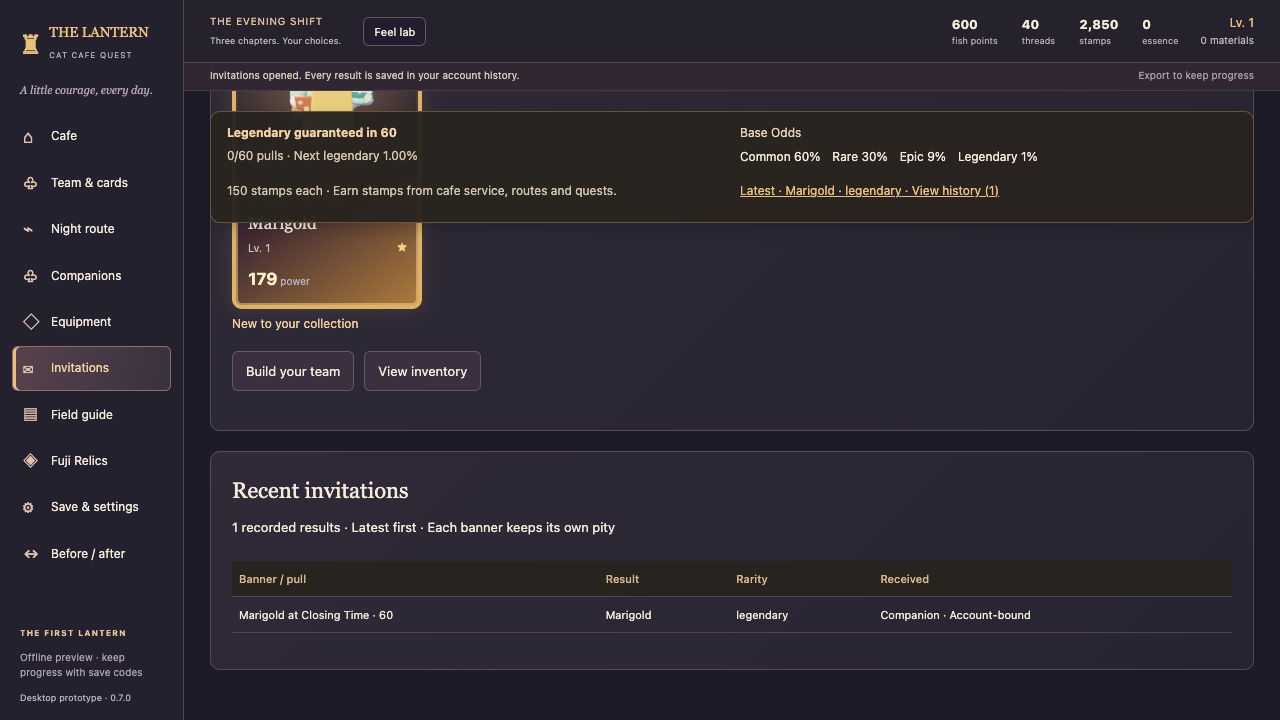 THE LANTERN
CAT CAFE QUEST
A little courage, every day.
Cafe
Team & cards
Night route
Companions
Equipment
Invitations
Field guide
Fuji Relics
Save & settings
Before / after
THE FIRST LANTERN
Offline preview · keep
progress with save codes
Desktop prototype · 0.7.0
THE EVENING SHIFT
Three chapters. Your choices.
Feel lab
600
fish points
40
threads
2,850
stamps
0
essence
Lv. 1
0 materials
Invitations opened. Every result is saved in your account history.
Export to keep progress
Legendary guaranteed in 60
0/60 pulls · Next legendary 1.00%
150 stamps each · Earn stamps from cafe service, routes and quests.
Base Odds
Common 60% Rare 30% Epic 9% Legendary 1%
Latest · Marigold · legendary · View history (1)
Marigold
Lv. 1
179 power
New to your collection
Build your team
View inventory
Recent invitations
1 recorded results · Latest first · Each banner keeps its own pity
Banner / pull Result Rarity Received
Marigold at Closing Time · 60 Marigold legendary Companion · Account-bound